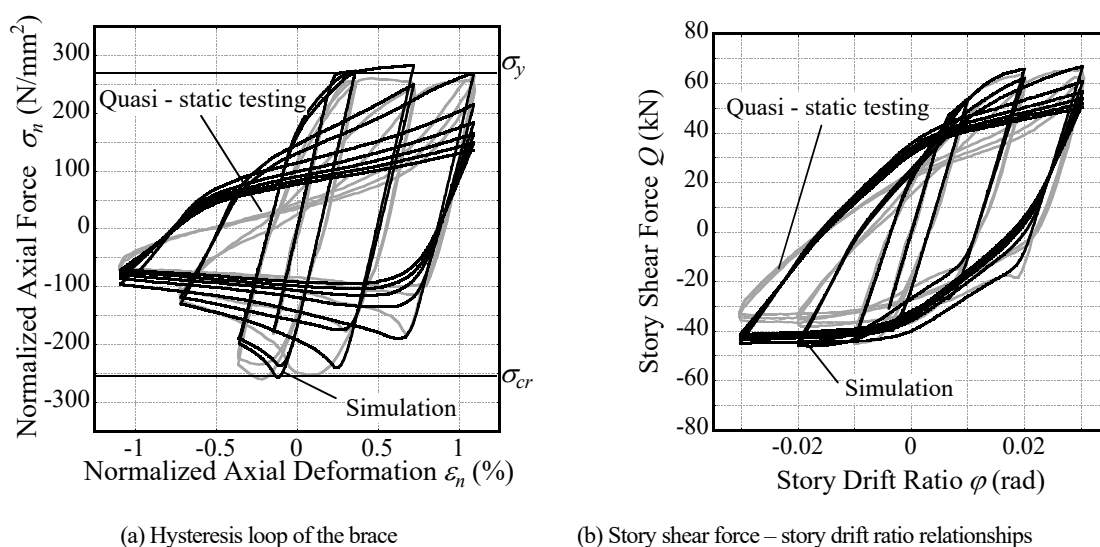 300
200
100
0
-100
-200
-300
-1
-0.5
0
0.5
1
Normalized Axial Force σn (N/mm²)
Normalized Axial Deformation εn (%)
Quasi - static testing
Simulation
σy
σcr
(a) Hysteresis loop of the brace
80
60
40
20
0
-20
-40
-60
-80
-0.02
0
0.02
Story Shear Force Q (kN)
Story Drift Ratio φ (rad)
Quasi - static testing
Simulation
(b) Story shear force – story drift ratio relationships